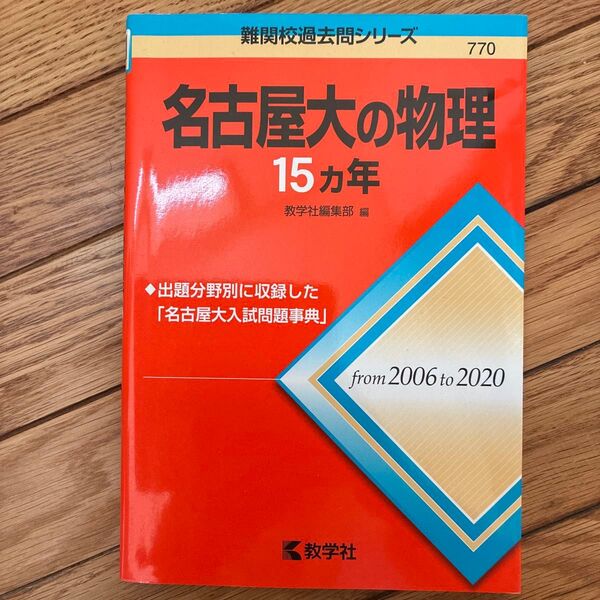 難関校過去問シリーズ
770
名古屋大の物理
15ヵ年
教学社編集部 編
◆出題分野別に収録した
「名古屋大入試問題事典」
from 2006 to 2020
教学社